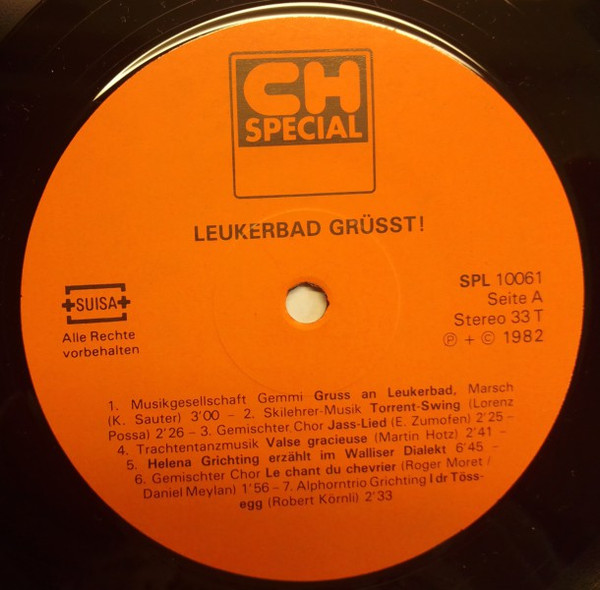 CH
SPECIAL
LEUKERBAD GRÜSST!
+SUISA+
Alle Rechte
vorbehalten
SPL 10061
Seite A
Stereo 33 T
Ⓟ + © 1982
1. Musikgesellschaft Gemmi Gruss an Leukerbad, Marsch
(K. Sauter) 3'00 – 2. Skilehrer-Musik Torrent-Swing (Lorenz
Possa) 2'26 – 3. Gemischter Chor Jass-Lied (E. Zumofen) 2'25 –
4. Trachtentanzmusik Valse gracieuse (Martin Hotz) 2'41 –
5. Helena Grichting erzählt im Walliser Dialekt 6'45 –
6. Gemischter Chor Le chant du chevrier (Roger Moret /
Daniel Meylan) 1'56 – 7. Alphorntrio Grichting I dr Töss-
egg (Robert Körnli) 2'33